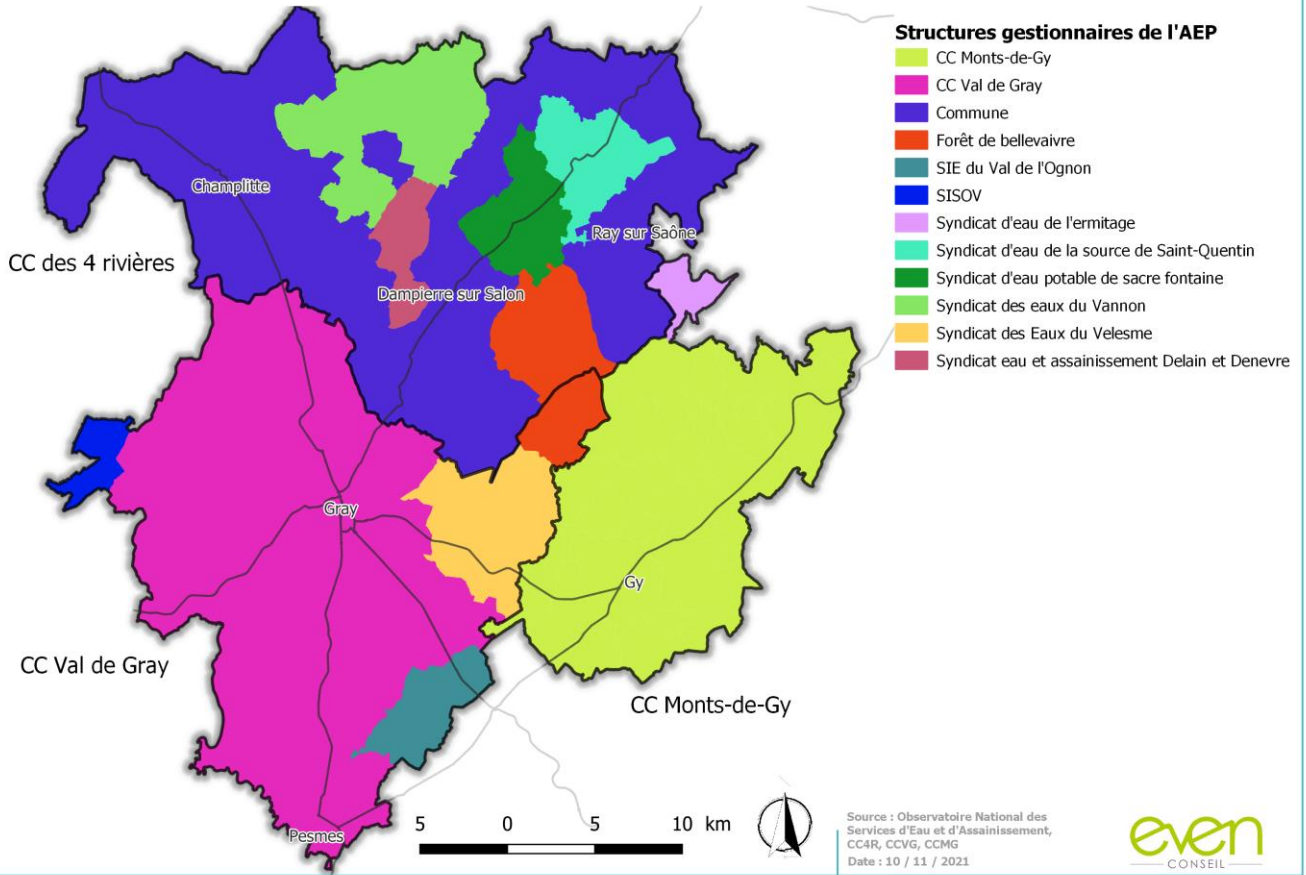 Structures gestionnaires de l'AEP
CC Monts-de-Gy
CC Val de Gray
Commune
Forêt de bellevaivre
SIE du Val de l'Ognon
SISOV
Syndicat d'eau de l'ermitage
Syndicat d'eau de la source de Saint-Quentin
Syndicat d'eau potable de sacre fontaine
Syndicat des eaux du Vannon
Syndicat des Eaux du Velesme
Syndicat eau et assainissement Delain et Denevre
Champlitte
Ray sur Saône
CC des 4 rivières
Dampierre sur Salon
Gray
Gy
CC Val de Gray
CC Monts-de-Gy
Pesmes
5 0 5 10 km
Source : Observatoire National des
Services d'Eau et d'Assainissement,
CC4R, CCVG, CCMG
Date : 10 / 11 / 2021
even
CONSEIL